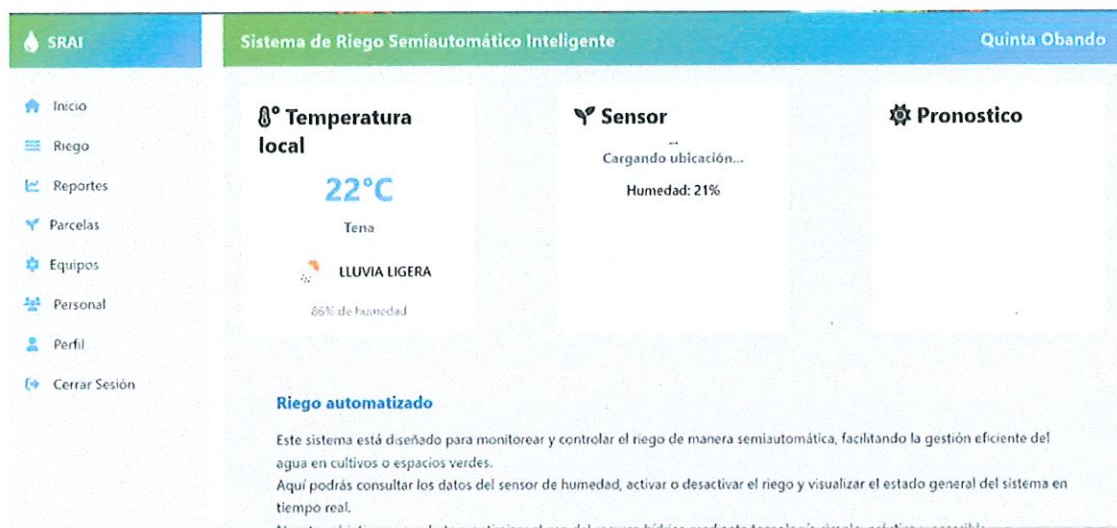 SRAI
Sistema de Riego Semiautomático Inteligente
Quinta Obando
Inicio
Riego
Reportes
Parcelas
Equipos
Personal
Perfil
Cerrar Sesión
Temperatura
local
22°C
Tena
LLUVIA LIGERA
86% de humedad
Sensor
Cargando ubicación...
Humedad: 21%
Pronostico
Riego automatizado
Este sistema está diseñado para monitorear y controlar el riego de manera semiautomática, facilitando la gestión eficiente del
agua en cultivos o espacios verdes.
Aquí podrás consultar los datos del sensor de humedad, activar o desactivar el riego y visualizar el estado general del sistema en
tiempo real.